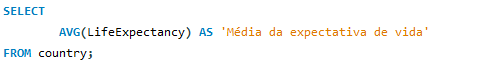 SELECT
AVG(LifeExpectancy) AS 'Média da expectativa de vida'
FROM country;